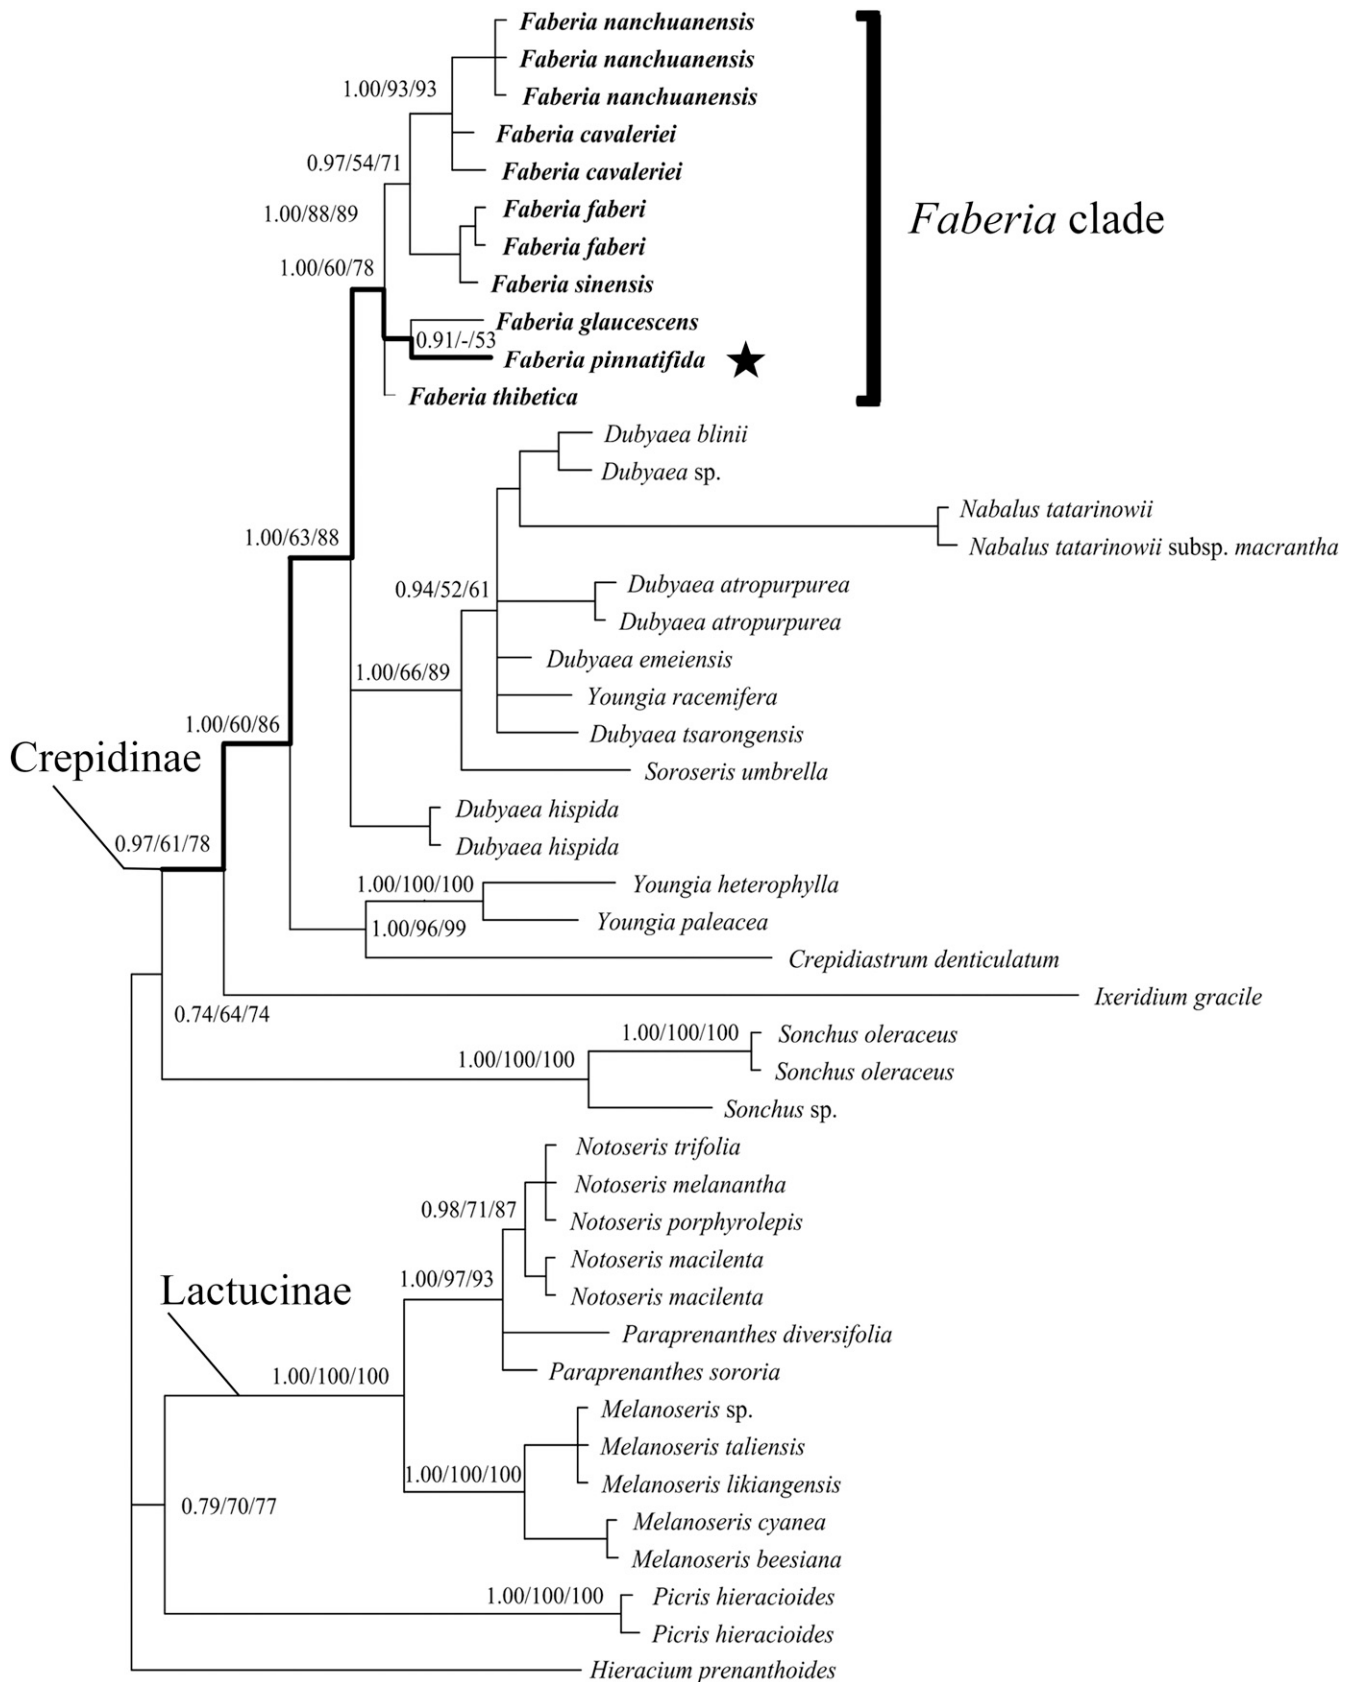 Faberia nanchuanensis
Faberia nanchuanensis
1.00/93/93
Faberia nanchuanensis
Faberia cavaleriei
0.97/54/71
Faberia cavaleriei
1.00/88/89
Faberia faberi
Faberia clade
Faberia faberi
1.00/60/78
Faberia sinensis
Faberia glaucescens
0.91/-/53
Faberia pinnatifida
Faberia thibetica
Dubyaea blinii
Dubyaea sp.
Nabalus tatarinowii
1.00/63/88
Nabalus tatarinowii subsp. macrantha
0.94/52/61
Dubyaea atropurpurea
Dubyaea atropurpurea
Dubyaea emeiensis
1.00/66/89
Youngia racemifera
1.00/60/86
Dubyaea tsarongensis
Crepidinae
Soroseris umbrella
Dubyaea hispida
0.97/61/78
Dubyaea hispida
1.00/100/100
Youngia heterophylla
Youngia paleacea
1.00/96/99
Crepidiastrum denticulatum
Ixeridium gracile
0.74/64/74
1.00/100/100
Sonchus oleraceus
1.00/100/100
Sonchus oleraceus
Sonchus sp.
Notoseris trifolia
Notoseris melanantha
0.98/71/87
Notoseris porphyrolepis
Notoseris macilenta
1.00/97/93
Lactucinae
Notoseris macilenta
Paraprenanthes diversifolia
1.00/100/100
Paraprenanthes sororia
Melanoseris sp.
Melanoseris taliensis
1.00/100/100
Melanoseris likiangensis
0.79/70/77
Melanoseris cyanea
Melanoseris beesiana
1.00/100/100
Picris hieracioides
Picris hieracioides
Hieracium prenanthoides